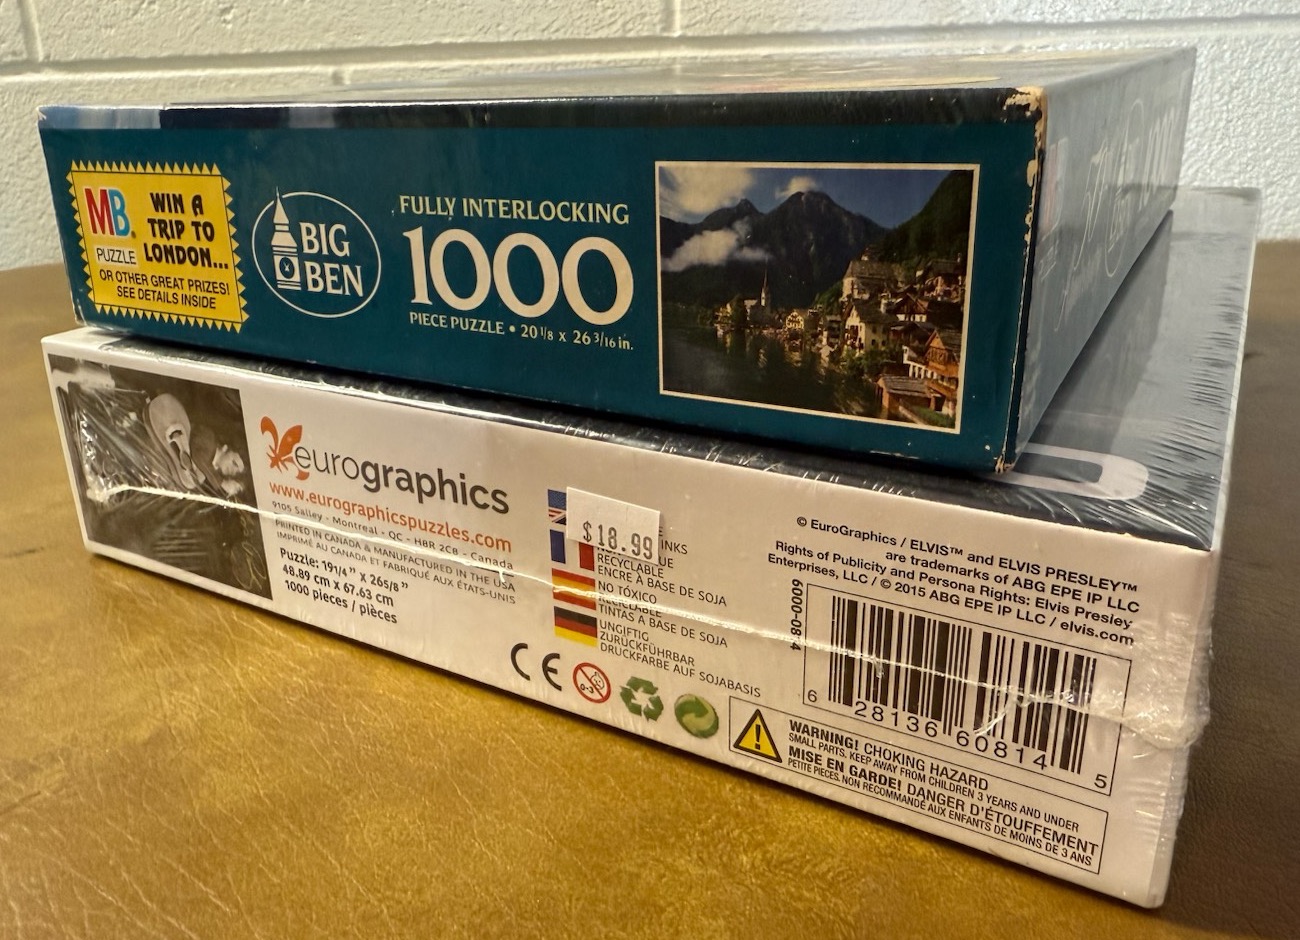 MB
PUZZLE
WIN A
TRIP TO
LONDON...
OR OTHER GREAT PRIZES!
SEE DETAILS INSIDE
BIG
BEN
FULLY INTERLOCKING
1000
PIECE PUZZLE • 20 1/8 x 26 3/16 in.
eurographics
www.eurographicspuzzles.com
9105 Salley - Montreal - QC - H8R 2C8 - Canada
PRINTED IN CANADA & MANUFACTURED IN THE USA
IMPRIMÉ AU CANADA ET FABRIQUÉ AUX ÉTATS-UNIS
Puzzle: 19 1/4" x 26 5/8"
48.89 cm x 67.63 cm
1000 pieces / pièces
$18.99
INKS
RECYCLABLE
ENCRE À BASE DE SOJA
NO TÓXICO
RECICLABLE
TINTAS A BASE DE SOJA
UNGIFTIG
ZURÜCKFÜHRBAR
DRUCKFARBE AUF SOJABASIS
CE
0-3
© EuroGraphics / ELVIS™ and ELVIS PRESLEY™
are trademarks of ABG EPE IP LLC
Rights of Publicity and Persona Rights: Elvis Presley
Enterprises, LLC / © 2015 ABG EPE IP LLC / elvis.com
6000-0814
6 28136 60814 5
WARNING! CHOKING HAZARD
SMALL PARTS. KEEP AWAY FROM CHILDREN 3 YEARS AND UNDER
MISE EN GARDE! DANGER D'ÉTOUFFEMENT
PETITE PIECES. NON RECOMMANDÉ AUX ENFANTS DE MOINS DE 3 ANS